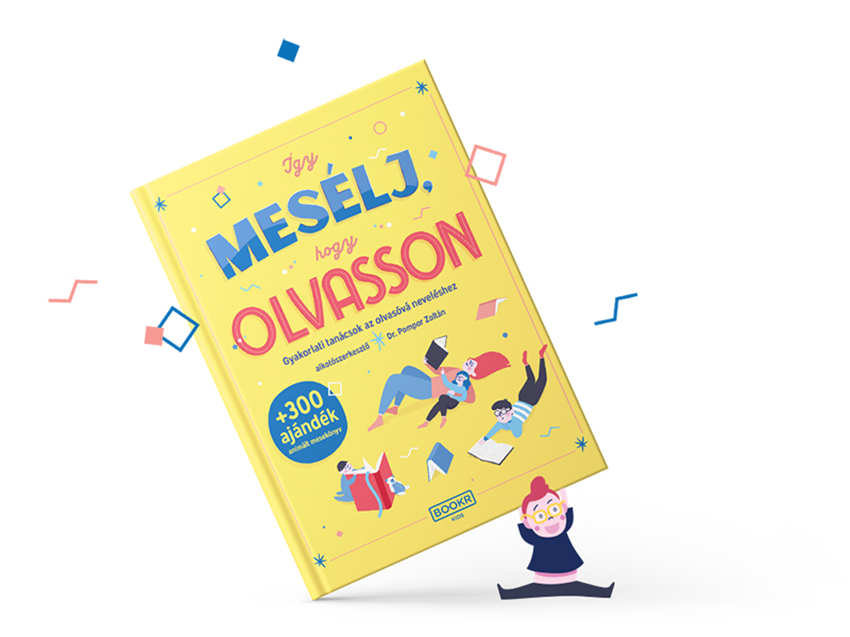 Így
MESÉLJ,
hogy
OLVASSON
Gyakorlati tanácsok az olvasóvá neveléshez
alkotószerkesztő Dr. Pompor Zoltán
+300
ajándék
animált mesekönyv
BOOKR
KIDS